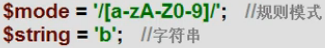 $mode = '/[a-zA-Z0-9]/';  //规则模式
$string = 'b';  //字符串